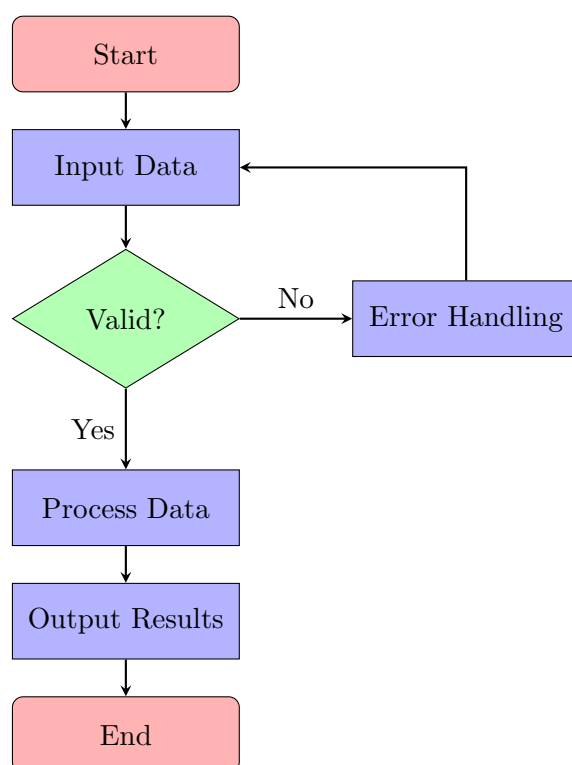 Start
Input Data
Valid?
No
Error Handling
Yes
Process Data
Output Results
End